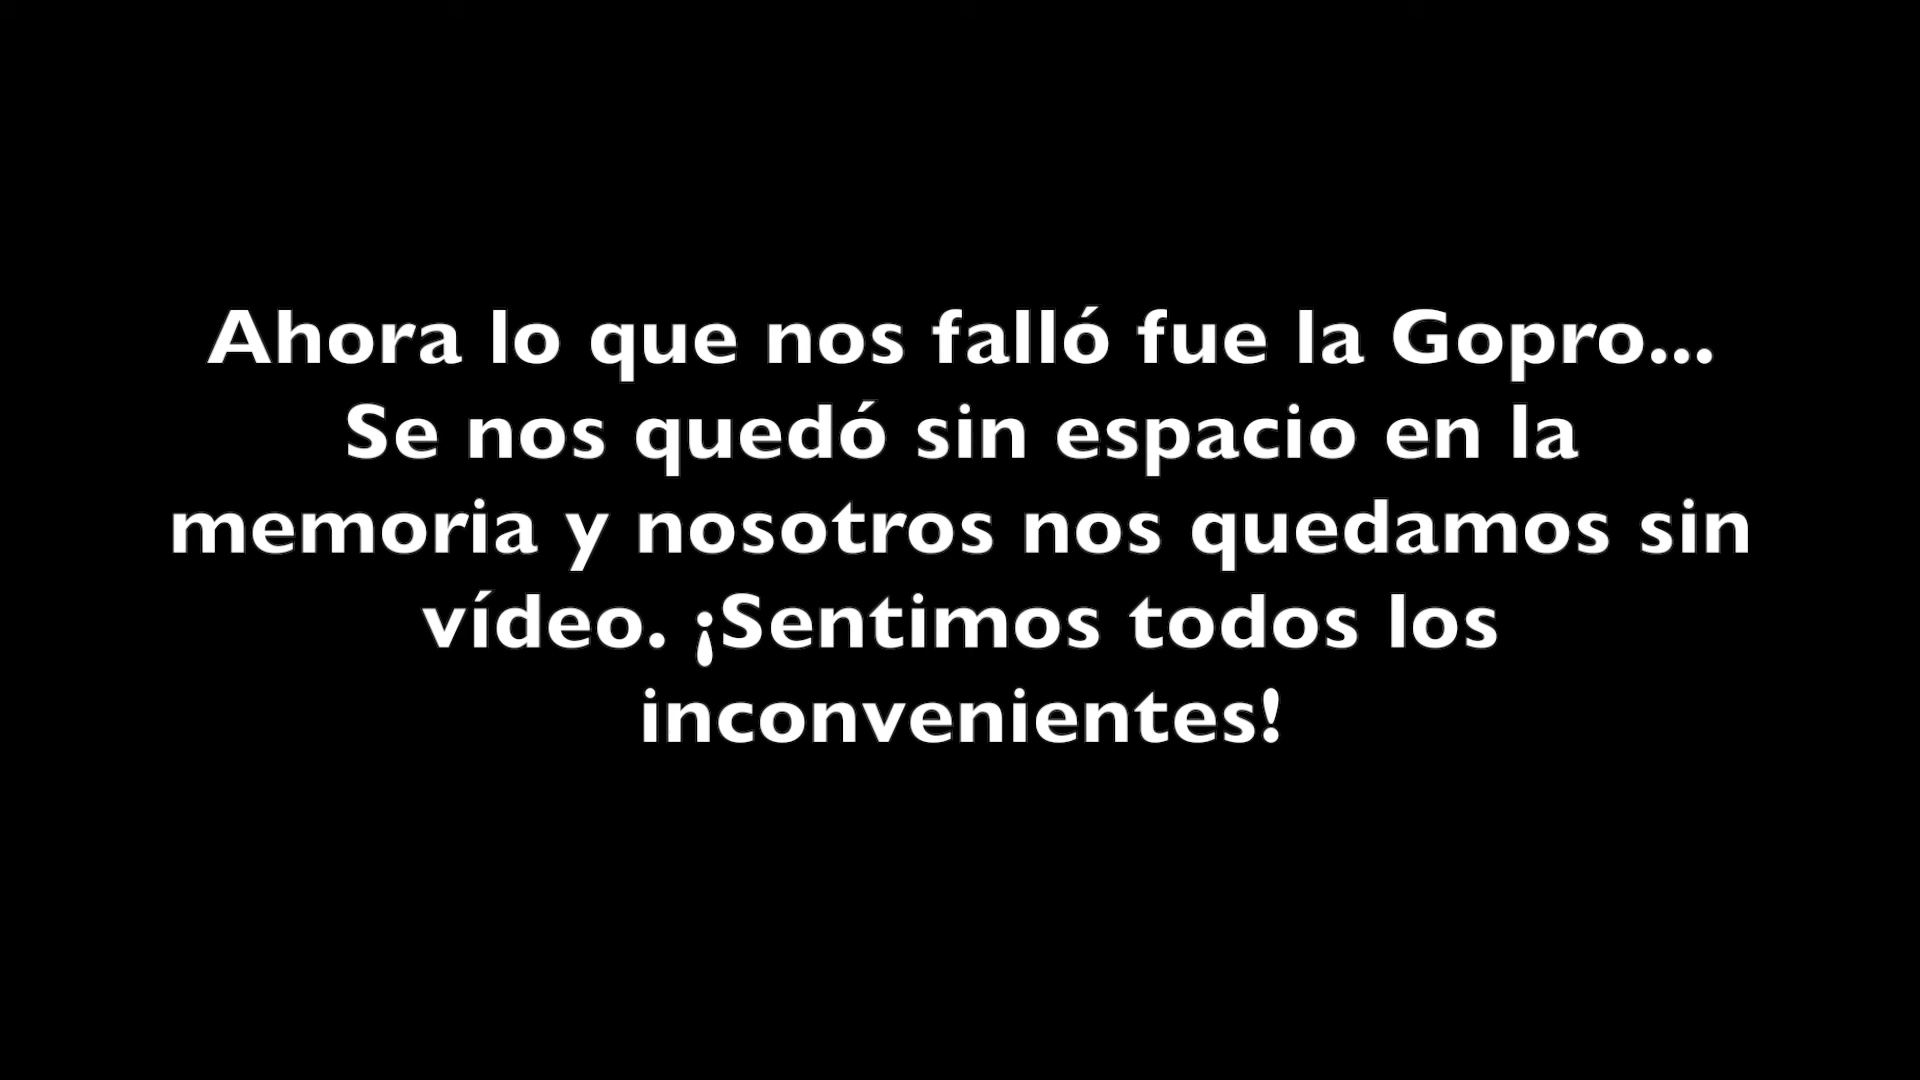 Ahora lo que nos falló fue la Gopro...
Se nos quedó sin espacio en la
memoria y nosotros nos quedamos sin
vídeo. ¡Sentimos todos los
inconvenientes!